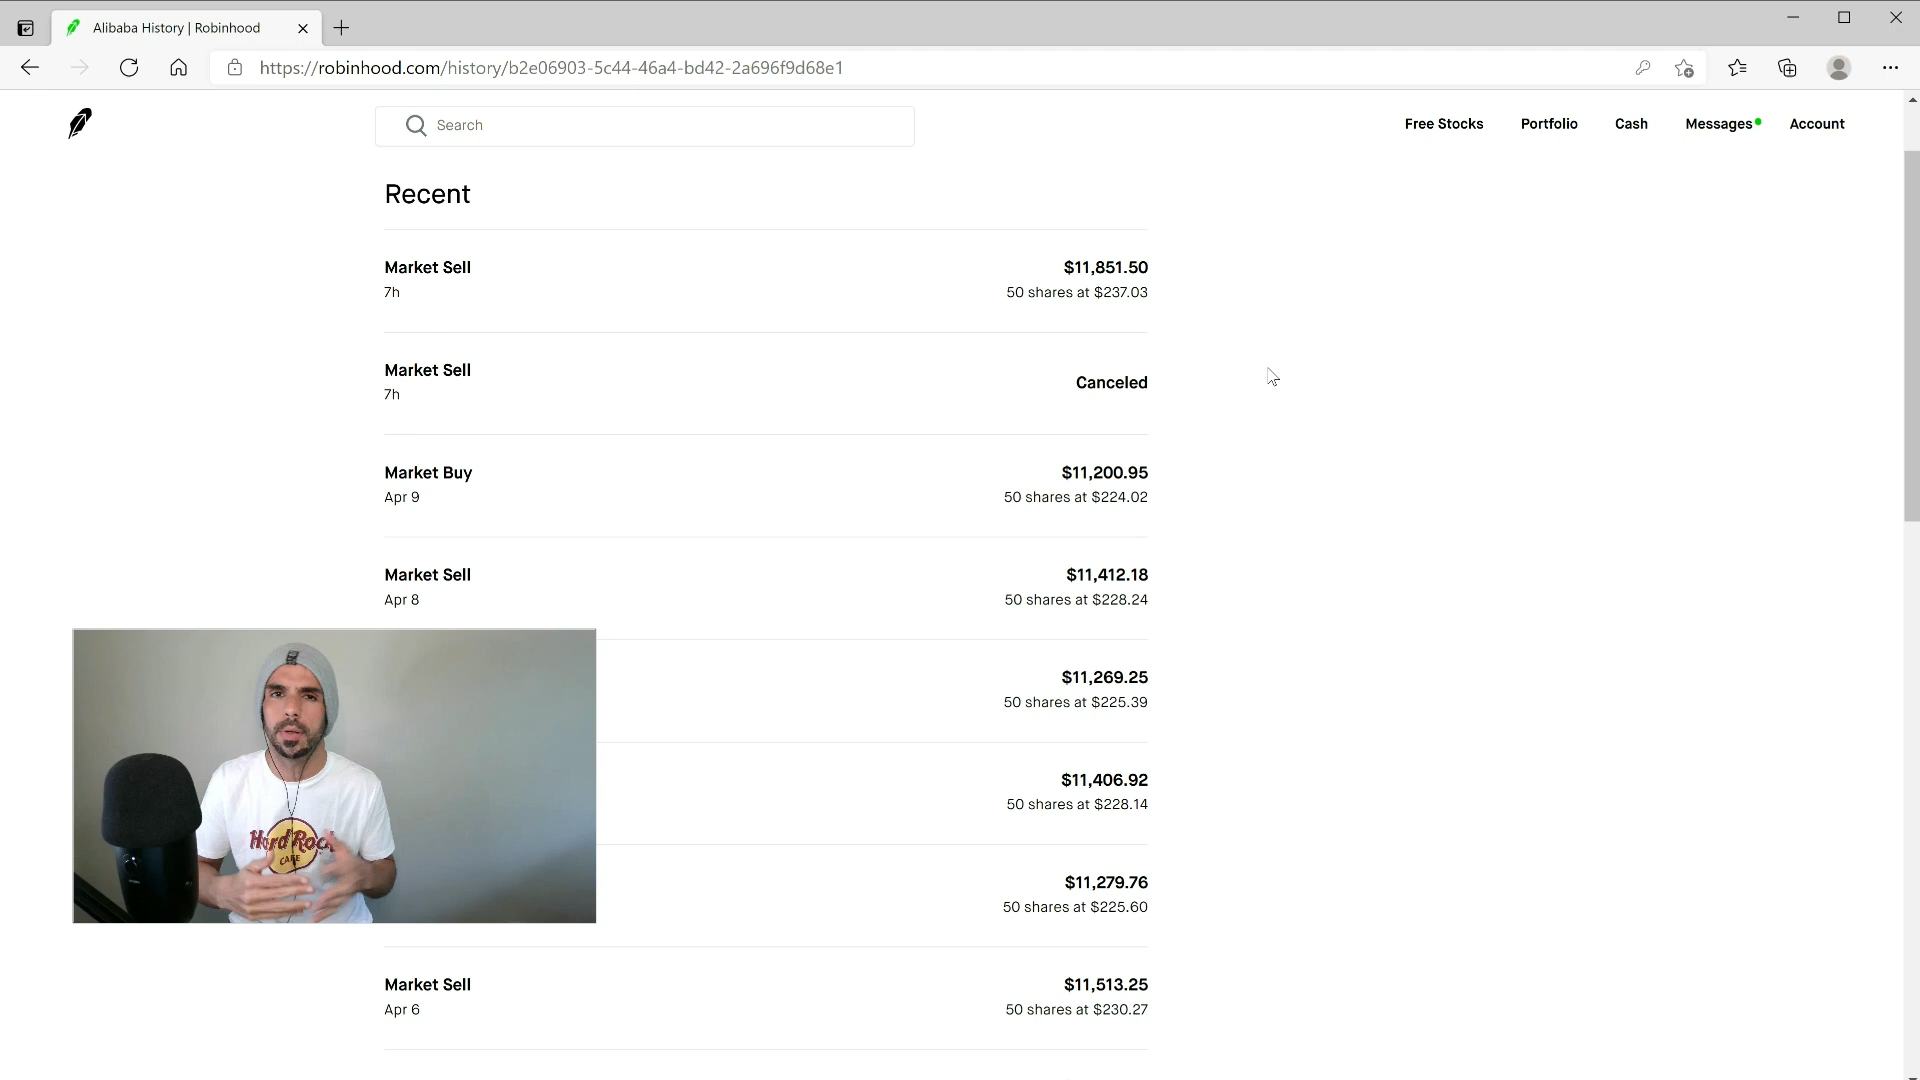 Alibaba History | Robinhood
https://robinhood.com/history/b2e06903-5c44-46a4-bd42-2a696f9d68e1
Search
Free Stocks
Portfolio
Cash
Messages
Account
Recent
Market Sell
$11,851.50
7h
50 shares at $237.03
Market Sell
7h
Canceled
Market Buy
$11,200.95
Apr 9
50 shares at $224.02
Market Sell
$11,412.18
Apr 8
50 shares at $228.24
$11,269.25
50 shares at $225.39
$11,406.92
50 shares at $228.14
$11,279.76
50 shares at $225.60
Market Sell
$11,513.25
Apr 6
50 shares at $230.27
Hard Roc
CAFE